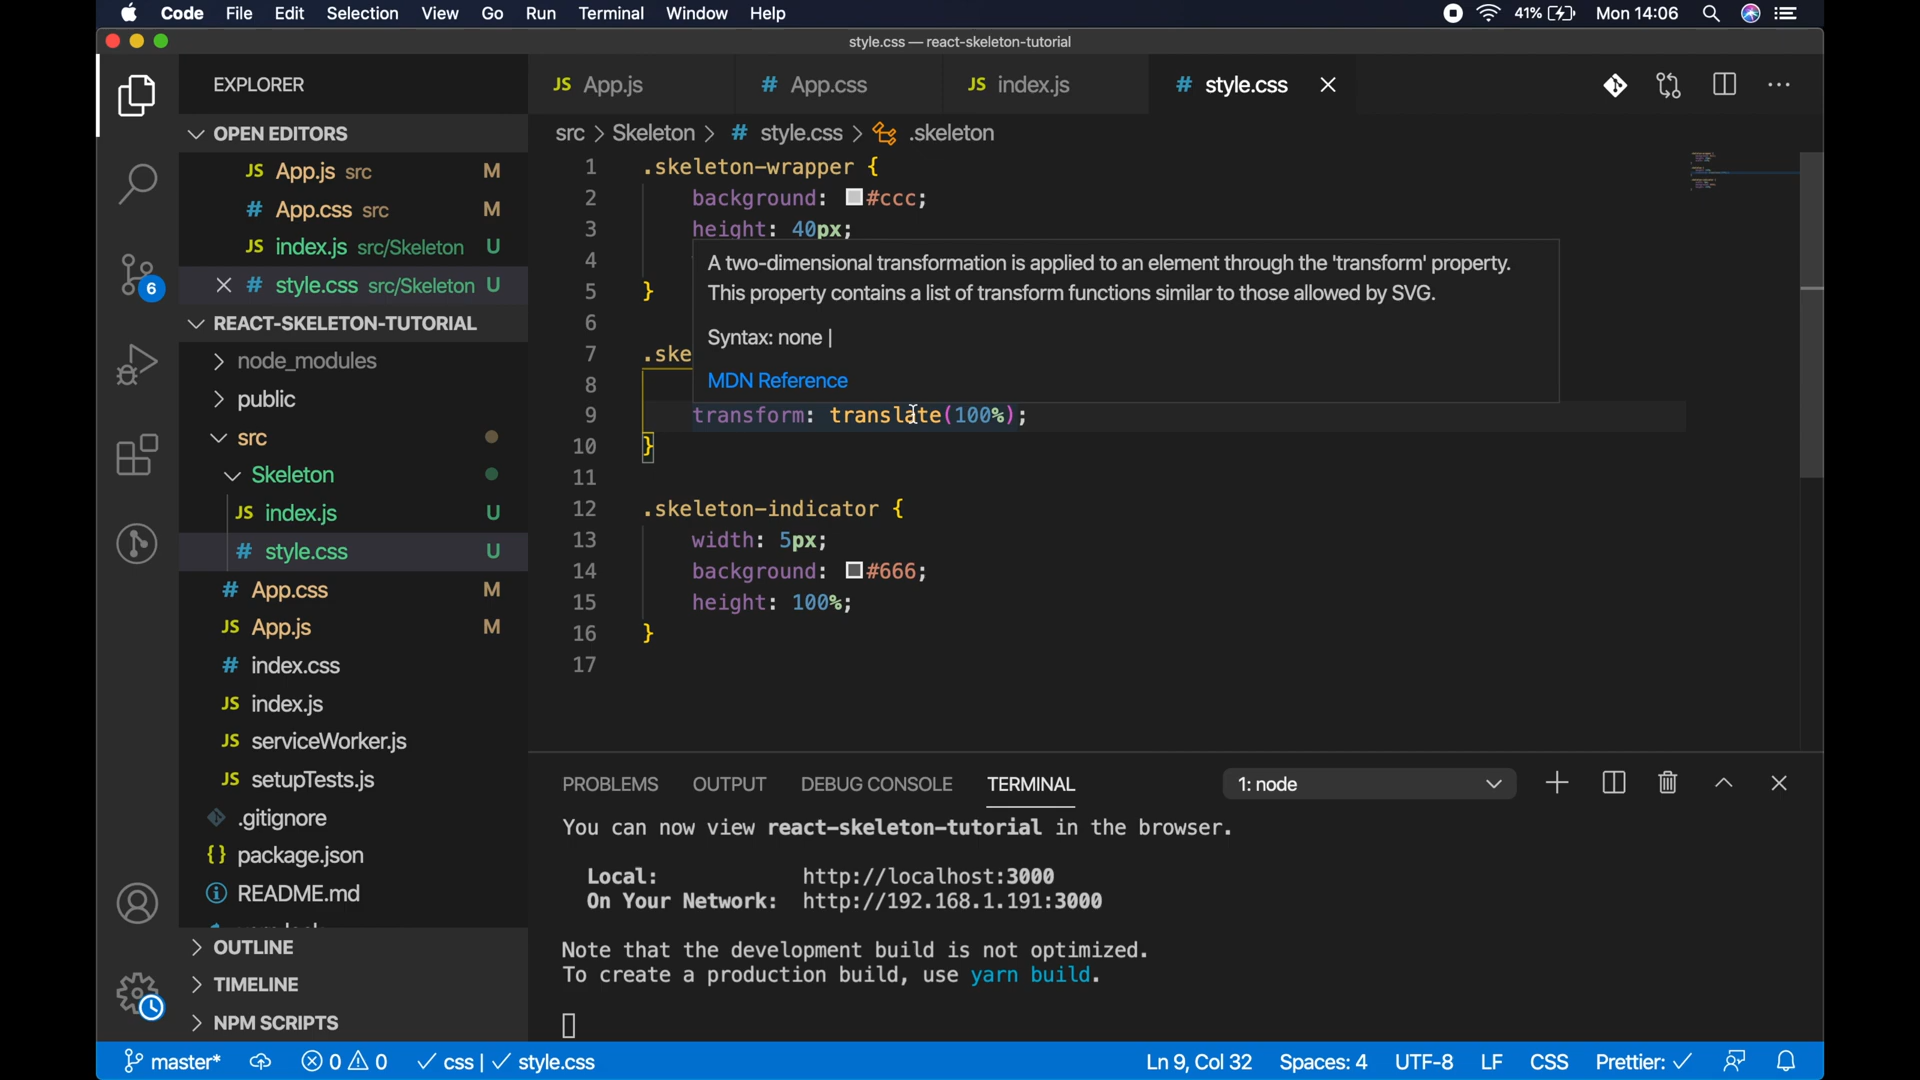 Code File Edit Selection View Go Run Terminal Window Help 41% Mon 14:06
style.css — react-skeleton-tutorial
EXPLORER
OPEN EDITORS
JS App.js src M
# App.css src M
JS index.js src/Skeleton U
# style.css src/Skeleton U
REACT-SKELETON-TUTORIAL
node_modules
public
src
Skeleton
JS index.js U
# style.css U
# App.css M
JS App.js M
# index.css
JS index.js
JS serviceWorker.js
JS setupTests.js
.gitignore
{} package.json
README.md
OUTLINE
TIMELINE
NPM SCRIPTS
6
JS App.js # App.css JS index.js # style.css
src > Skeleton > # style.css > .skeleton
1 .skeleton-wrapper {
2 background: #ccc;
3 height: 40px;
4
5 }
6
7 .ske
8
9 transform: translate(100%);
10 }
11
12 .skeleton-indicator {
13 width: 5px;
14 background: #666;
15 height: 100%;
16 }
17
A two-dimensional transformation is applied to an element through the 'transform' property.
This property contains a list of transform functions similar to those allowed by SVG.
Syntax: none |
MDN Reference
PROBLEMS OUTPUT DEBUG CONSOLE TERMINAL 1: node
You can now view react-skeleton-tutorial in the browser.
Local: http://localhost:3000
On Your Network: http://192.168.1.191:3000
Note that the development build is not optimized.
To create a production build, use yarn build.
master* 0 0 css | style.css Ln 9, Col 32 Spaces: 4 UTF-8 LF CSS Prettier: